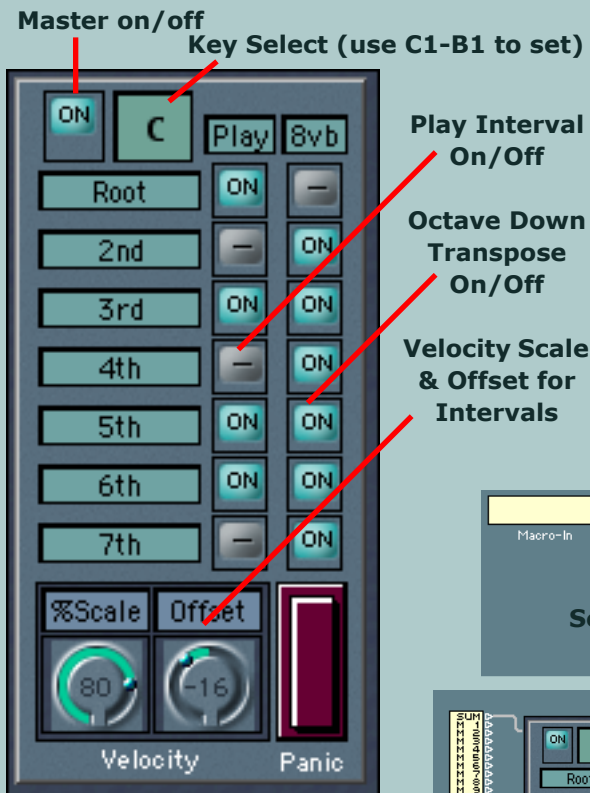 Master on/off
Key Select (use C1-B1 to set)
ON
C
Play
8vb
Play Interval
On/Off
Root
ON
–
2nd
–
ON
Octave Down
Transpose
On/Off
3rd
ON
ON
4th
–
ON
Velocity Scale
& Offset for
Intervals
5th
ON
ON
6th
ON
ON
7th
–
ON
%Scale
Offset
80
-16
Velocity
Panic
Macro-In
SUM
ON